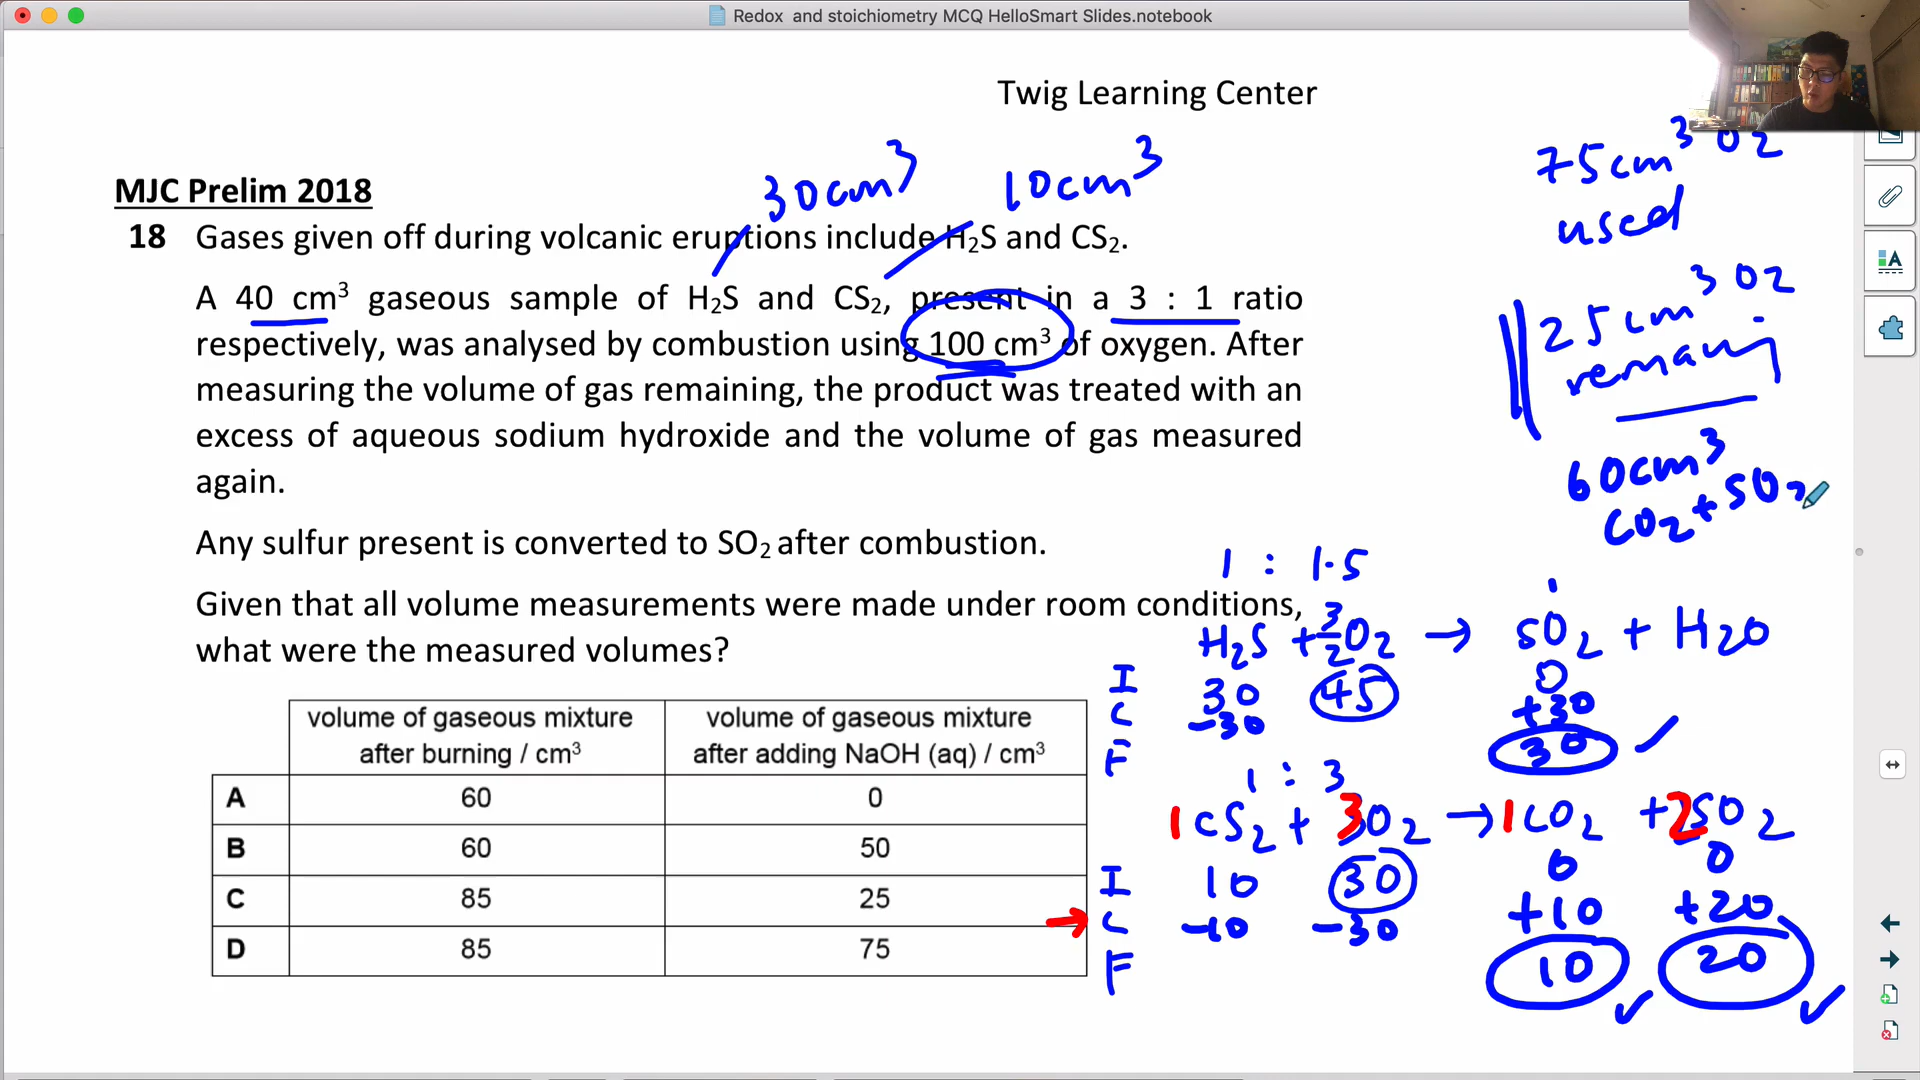 Redox and stoichiometry MCQ HelloSmart Slides.notebook
Twig Learning Center
30cm³
10cm³
75cm³ O2
used
MJC Prelim 2018
18 Gases given off during volcanic eruptions include H₂S and CS₂.
25cm³ O2
remaining
A 40 cm³ gaseous sample of H₂S and CS₂, present in a 3 : 1 ratio
respectively, was analysed by combustion using 100 cm³ of oxygen. After
measuring the volume of gas remaining, the product was treated with an
excess of aqueous sodium hydroxide and the volume of gas measured
again.
60cm³
CO₂ + SO₂
Any sulfur present is converted to SO₂ after combustion.
Given that all volume measurements were made under room conditions,
what were the measured volumes?
1 : 1.5
H₂S + 3/2 O₂ → SO₂ + H₂O
I 30 45 0
C -30 +30
F 30
1 : 3
1CS₂ + 3O₂ → 1CO₂ + 2SO₂
I 10 30 0 0
C -10 -30 +10 +20
F 10 20
volume of gaseous mixture after burning / cm³ volume of gaseous mixture after adding NaOH (aq) / cm³
A 60 0
B 60 50
C 85 25
D 85 75